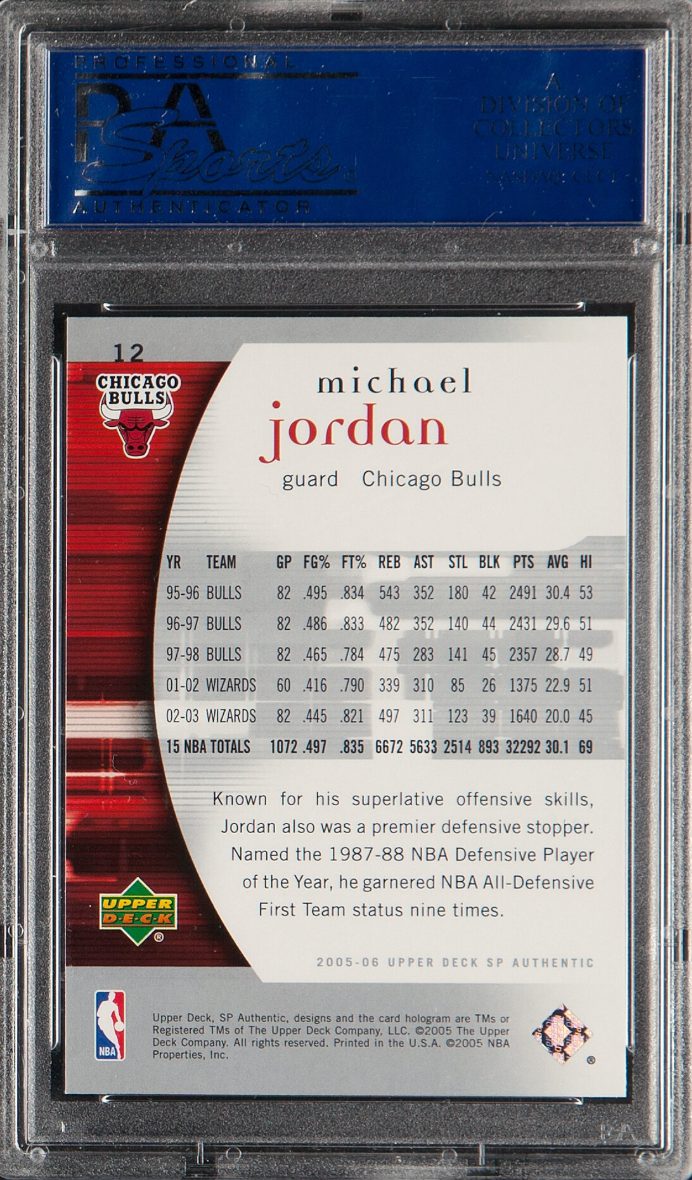 PROFESSIONAL
PSA
Sports
AUTHENTICATOR
A
DIVISION OF
COLLECTORS
UNIVERSE
12
CHICAGO
BULLS
michael
jordan
guard Chicago Bulls
YR TEAM GP FG% FT% REB AST STL BLK PTS AVG HI
95-96 BULLS 82 .495 .834 543 352 180 42 2491 30.4 53
96-97 BULLS 82 .486 .833 482 352 140 44 2431 29.6 51
97-98 BULLS 82 .465 .784 475 283 141 45 2357 28.7 49
01-02 WIZARDS 60 .416 .790 339 310 85 26 1375 22.9 51
02-03 WIZARDS 82 .445 .821 497 311 123 39 1640 20.0 45
15 NBA TOTALS 1072 .497 .835 6672 5633 2514 893 32292 30.1 69
Known for his superlative offensive skills,
Jordan also was a premier defensive stopper.
Named the 1987-88 NBA Defensive Player
of the Year, he garnered NBA All-Defensive
First Team status nine times.
UPPER
D·E·C·K
®
2005-06 UPPER DECK SP AUTHENTIC
NBA
Upper Deck, SP Authentic, designs and the card hologram are TMs or
Registered TMs of The Upper Deck Company, LLC. ©2005 The Upper
Deck Company. All rights reserved. Printed in the U.S.A. ©2005 NBA
Properties, Inc.
®